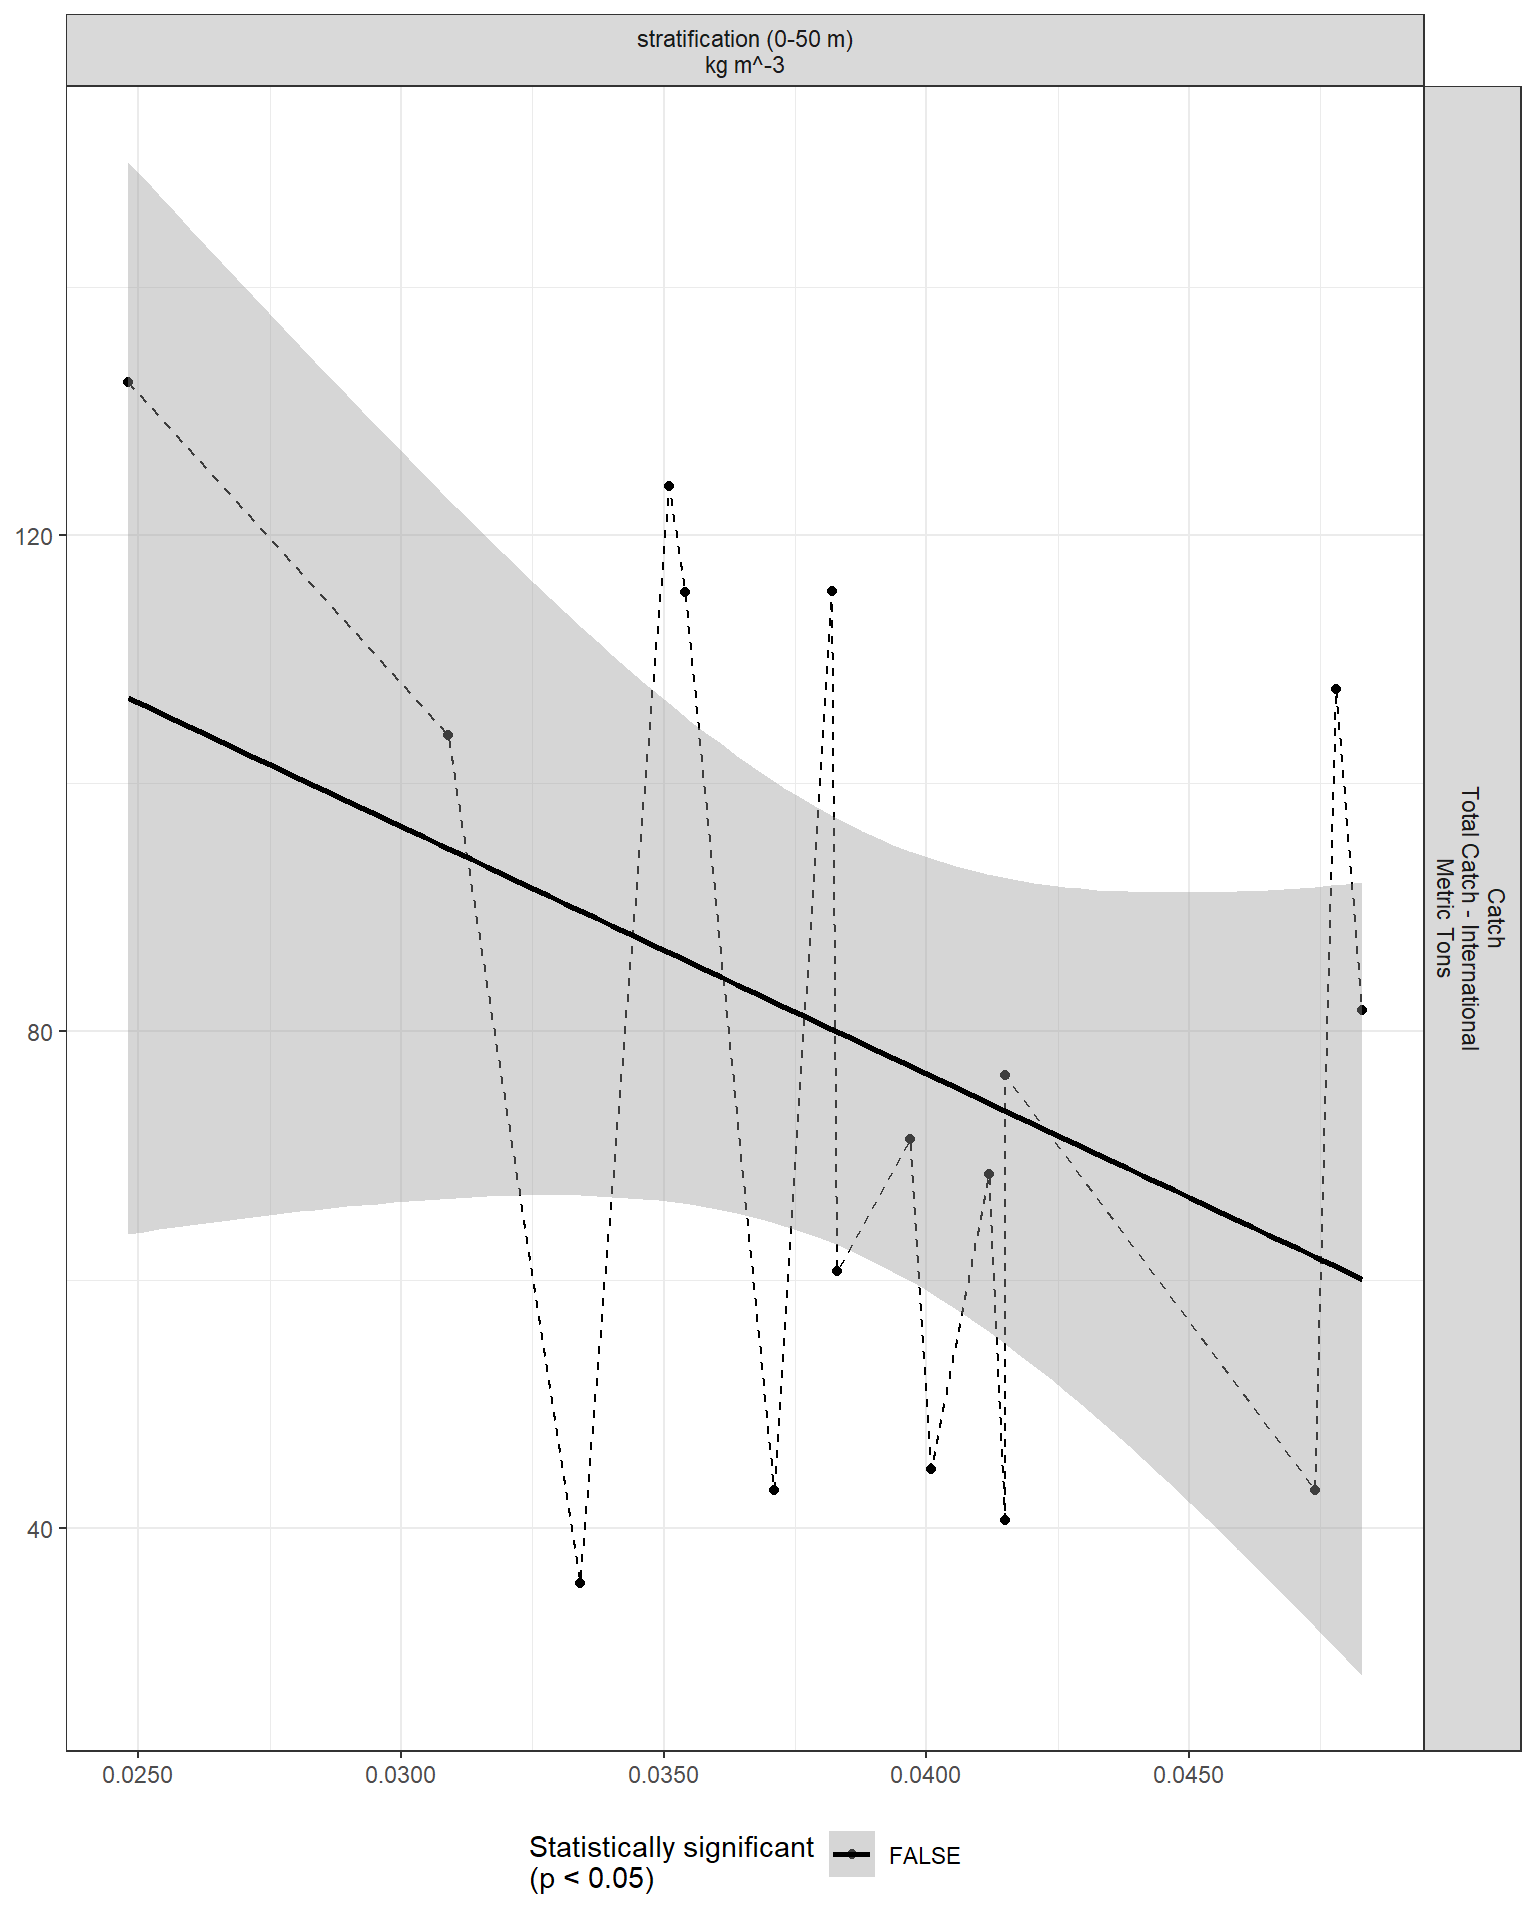 stratification (0-50 m)
kg m^-3
Catch
Total Catch - International
Metric Tons
120
80
40
0.0250
0.0300
0.0350
0.0400
0.0450
Statistically significant
(p < 0.05)
FALSE